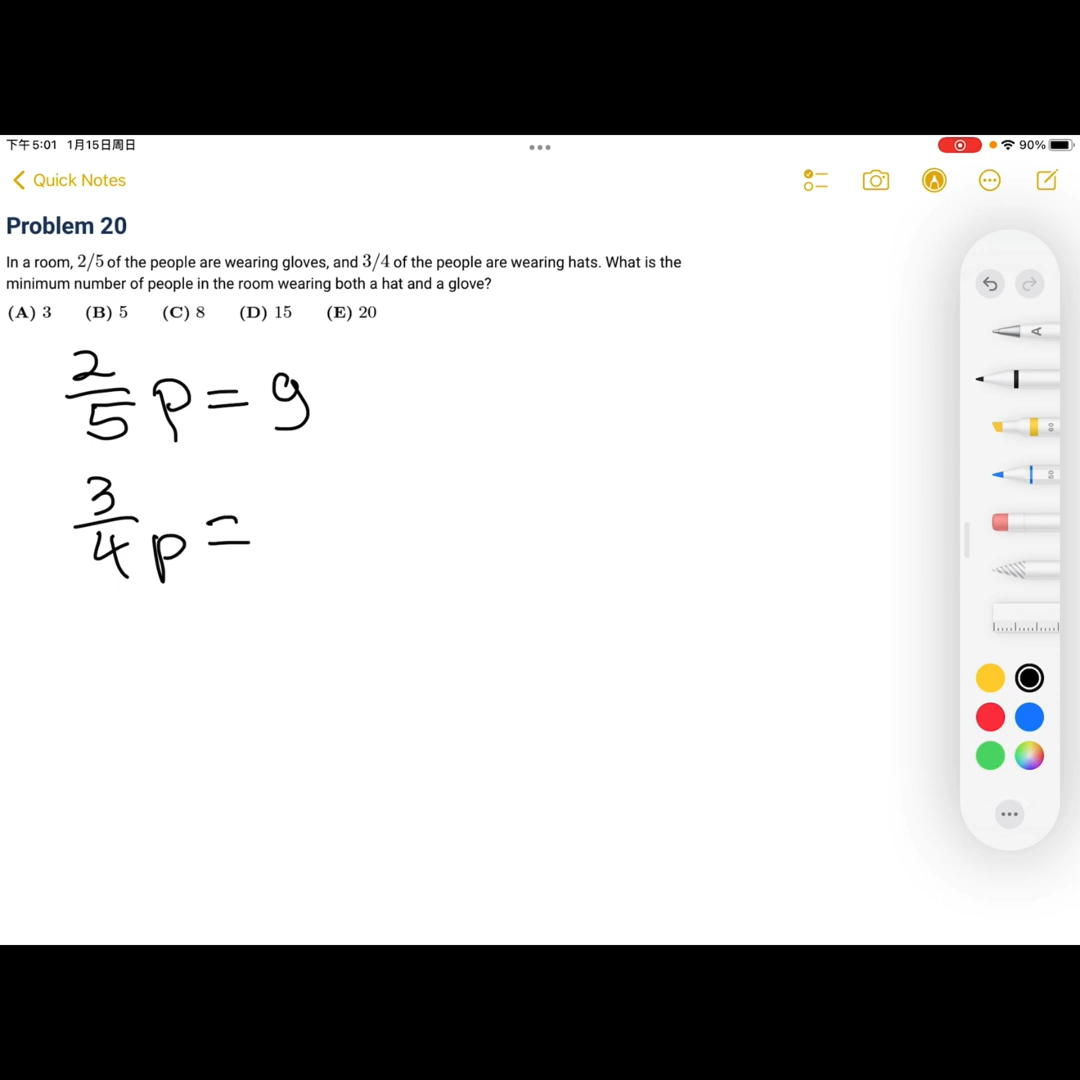 下午5:01 1月15日周日
90%
Quick Notes
Problem 20
In a room, 2/5 of the people are wearing gloves, and 3/4 of the people are wearing hats. What is the
minimum number of people in the room wearing both a hat and a glove?
(A) 3 (B) 5 (C) 8 (D) 15 (E) 20
2/5 p = g
3/4 p =
A
60
50